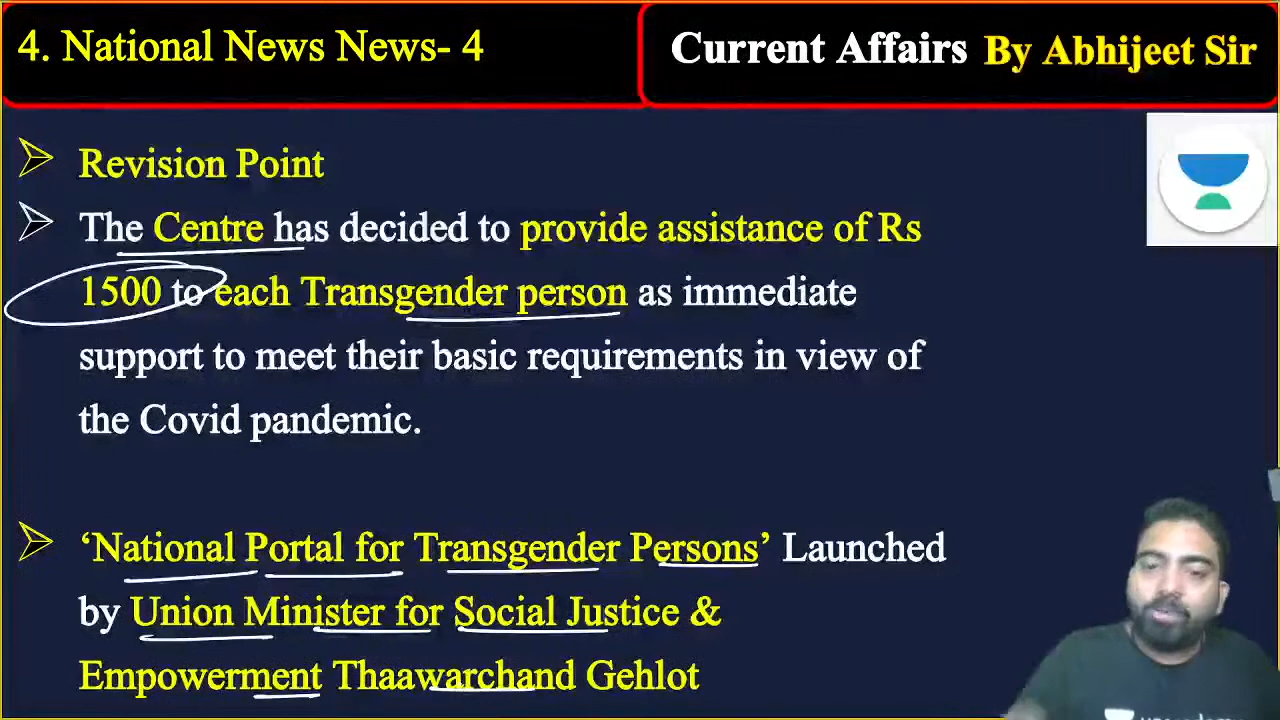 4. National News News- 4
Current Affairs By Abhijeet Sir
Revision Point
The Centre has decided to provide assistance of Rs
1500 to each Transgender person as immediate
support to meet their basic requirements in view of
the Covid pandemic.
‘National Portal for Transgender Persons’ Launched
by Union Minister for Social Justice &
Empowerment Thaawarchand Gehlot